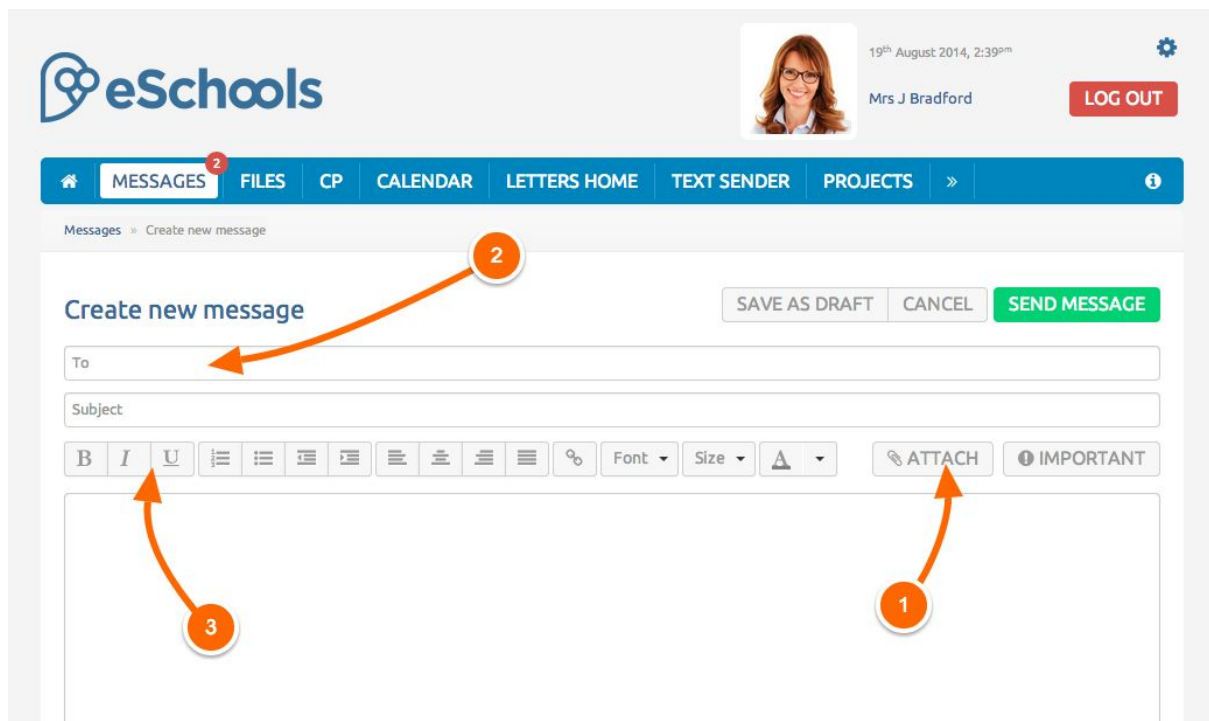 eSchools
19th August 2014, 2:39pm
Mrs J Bradford
LOG OUT
MESSAGES 2 FILES CP CALENDAR LETTERS HOME TEXT SENDER PROJECTS »
Messages » Create new message
2
Create new message
SAVE AS DRAFT CANCEL SEND MESSAGE
To
Subject
B I U Font Size A ATTACH IMPORTANT
1
3